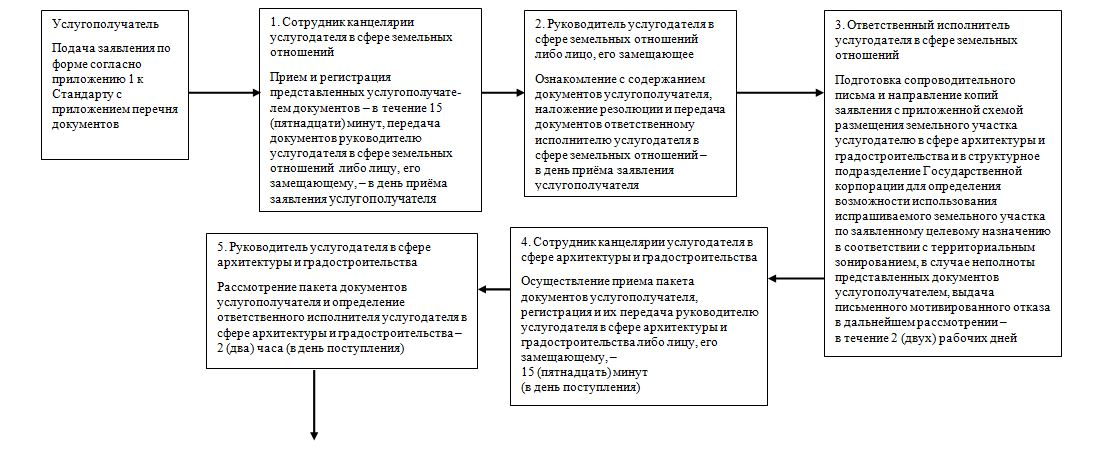 Услугополучатель
Подача заявления по
форме согласно
приложению 1 к
Стандарту с
приложением перечня
документов
1. Сотрудник канцелярии
услугодателя в сфере земельных
отношений
Прием и регистрация
представленных услугополучате-
лем документов – в течение 15
(пятнадцати) минут, передача
документов руководителю
услугодателя в сфере земельных
отношений либо лицу, его
замещающему, – в день приёма
заявления услугополучателя
2. Руководитель услугодателя в
сфере земельных отношений
либо лицо, его замещающее
Ознакомление с содержанием
документов услугополучателя,
наложение резолюции и передача
документов ответственному
исполнителю услугодателя в
сфере земельных отношений –
в день приёма заявления
услугополучателя
3. Ответственный исполнитель
услугодателя в сфере земельных
отношений
Подготовка сопроводительного
письма и направление копий
заявления с приложенной схемой
размещения земельного участка
услугодателю в сфере архитектуры и
градостроительства и в структурное
подразделение Государственной
корпорации для определения
возможности использования
испрашиваемого земельного участка
по заявленному целевому назначению
в соответствии с территориальным
зонированием, в случае неполноты
представленных документов
услугополучателем, выдача
письменного мотивированного отказа
в дальнейшем рассмотрении –
в течение 2 (двух) рабочих дней
4. Сотрудник канцелярии услугодателя в
сфере архитектуры и градостроительства
Осуществление приема пакета
документов услугополучателя,
регистрация и их передача руководителю
услугодателя в сфере архитектуры и
градостроительства либо лицу, его
замещающему, –
15 (пятнадцать) минут
(в день поступления)
5. Руководитель услугодателя в сфере
архитектуры и градостроительства
Рассмотрение пакета документов
услугополучателя и определение
ответственного исполнителя услугодателя в
сфере архитектуры и градостроительства –
2 (два) часа (в день поступления)